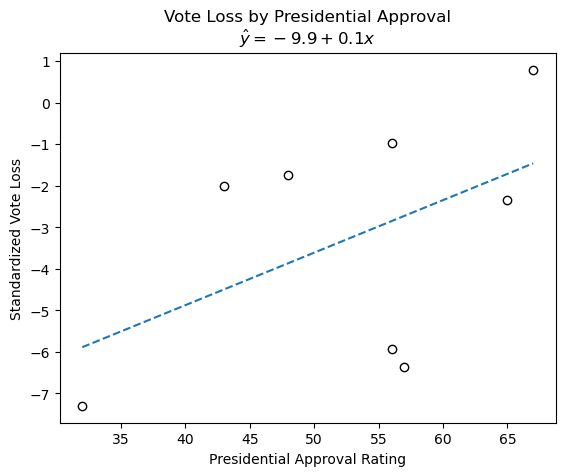 Vote Loss by Presidential Approval
ŷ = − 9.9 + 0.1x
1
0
−1
−2
−3
−4
−5
−6
−7
Standardized Vote Loss
35 40 45 50 55 60 65
Presidential Approval Rating